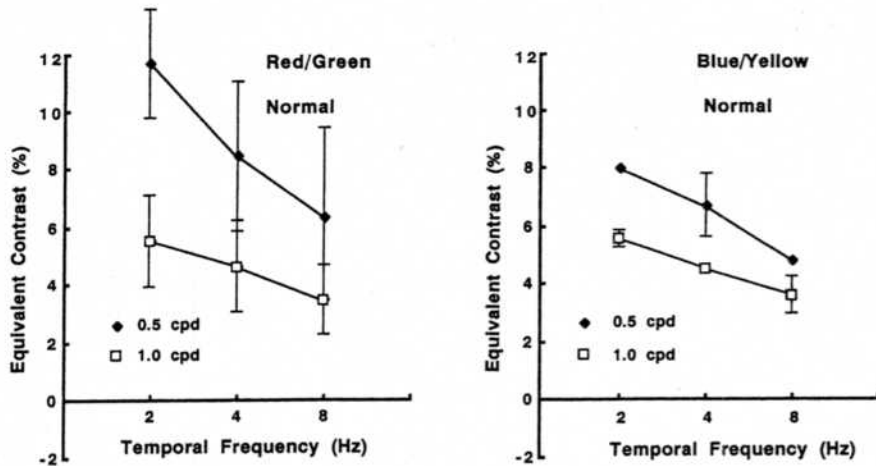 Red/Green
Normal
12
10
8
6
4
2
0
-2
Equivalent Contrast (%)
0.5 cpd
1.0 cpd
2
4
8
Temporal Frequency (Hz)
Blue/Yellow
Normal
12
10
8
6
4
2
0
-2
Equivalent Contrast (%)
0.5 cpd
1.0 cpd
2
4
8
Temporal Frequency (Hz)